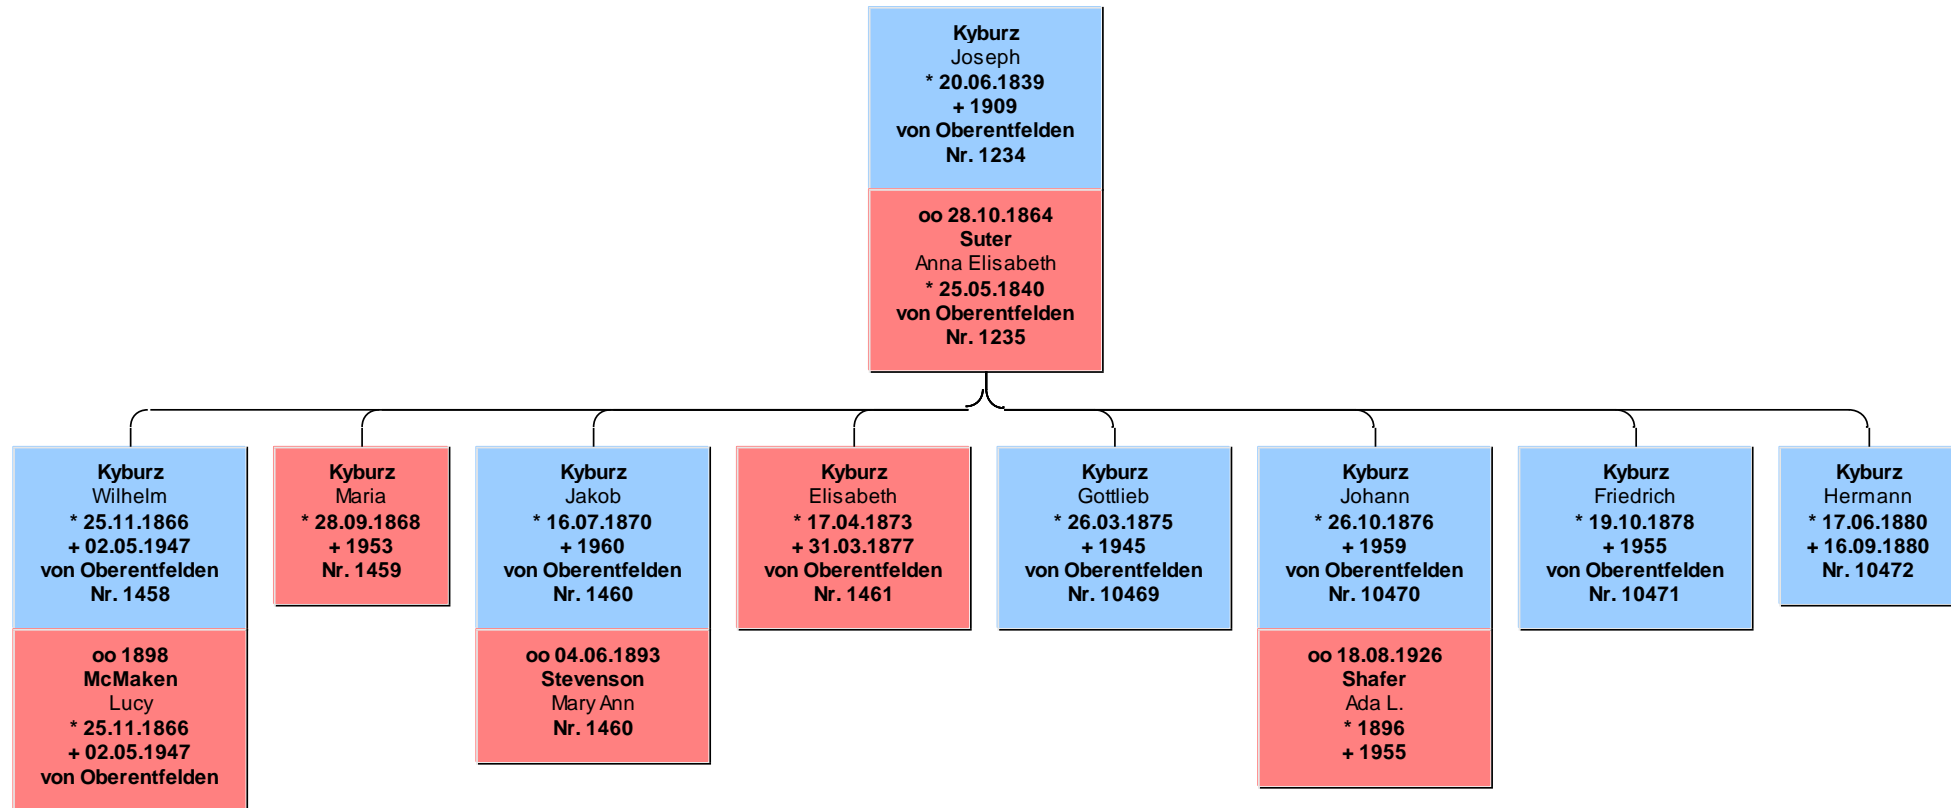 Kyburz
Joseph
* 20.06.1839
+ 1909
von Oberentfelden
Nr. 1234
oo 28.10.1864
Suter
Anna Elisabeth
* 25.05.1840
von Oberentfelden
Nr. 1235
Kyburz
Wilhelm
* 25.11.1866
+ 02.05.1947
von Oberentfelden
Nr. 1458
oo 1898
McMaken
Lucy
* 25.11.1866
+ 02.05.1947
von Oberentfelden
Kyburz
Maria
* 28.09.1868
+ 1953
Nr. 1459
Kyburz
Jakob
* 16.07.1870
+ 1960
von Oberentfelden
Nr. 1460
oo 04.06.1893
Stevenson
Mary Ann
Nr. 1460
Kyburz
Elisabeth
* 17.04.1873
+ 31.03.1877
von Oberentfelden
Nr. 1461
Kyburz
Gottlieb
* 26.03.1875
+ 1945
von Oberentfelden
Nr. 10469
Kyburz
Johann
* 26.10.1876
+ 1959
von Oberentfelden
Nr. 10470
oo 18.08.1926
Shafer
Ada L.
* 1896
+ 1955
Kyburz
Friedrich
* 19.10.1878
+ 1955
von Oberentfelden
Nr. 10471
Kyburz
Hermann
* 17.06.1880
+ 16.09.1880
Nr. 10472